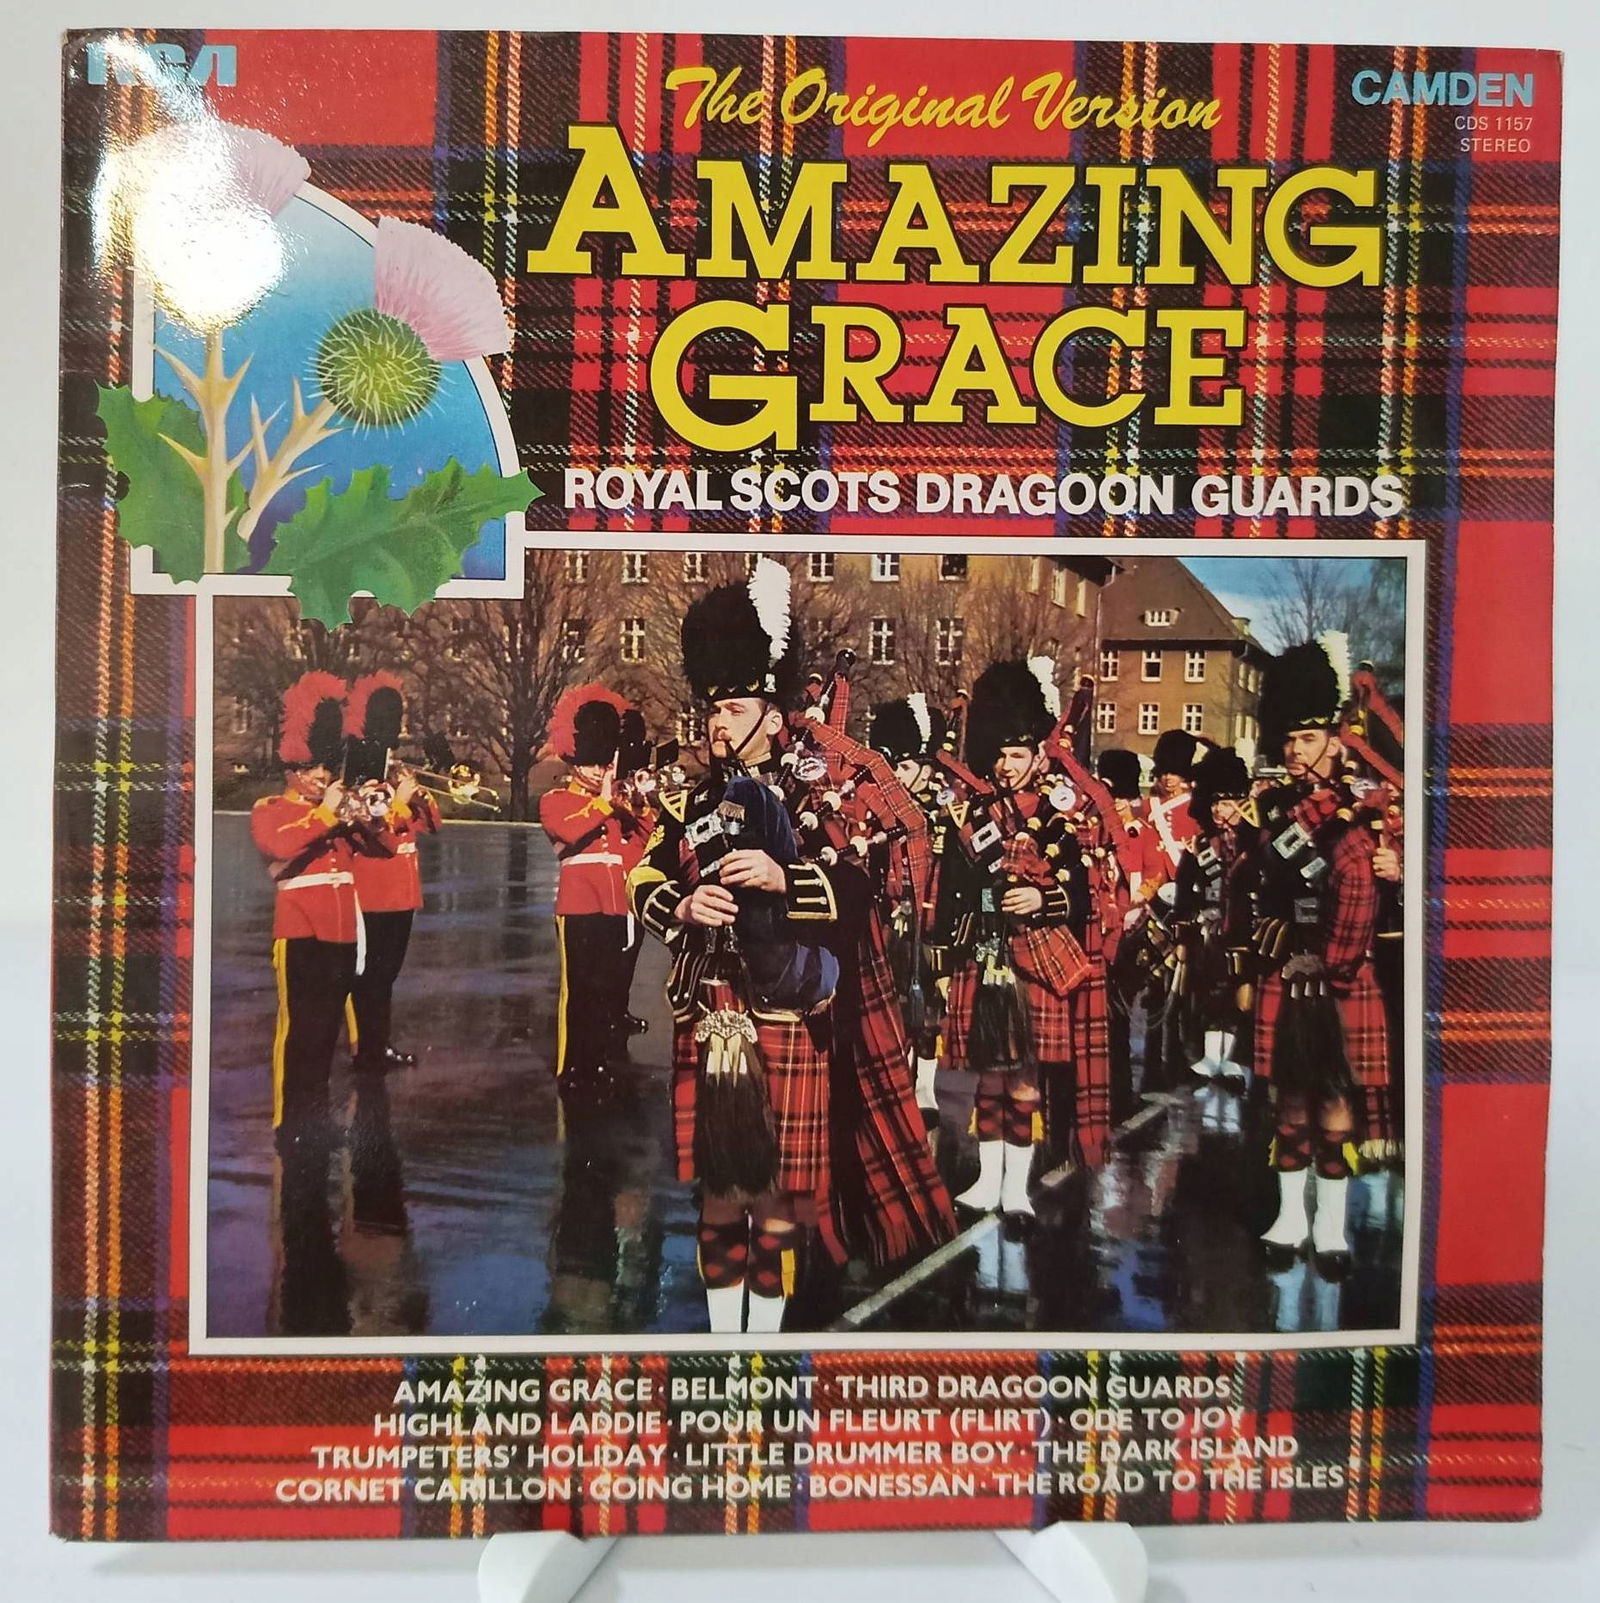 RCA
The Original Version
CAMDEN
CDS 1157
STEREO
AMAZING
GRACE
ROYAL SCOTS DRAGOON GUARDS
AMAZING GRACE · BELMONT · THIRD DRAGOON GUARDS
HIGHLAND LADDIE · POUR UN FLEURT (FLIRT) · ODE TO JOY
TRUMPETERS' HOLIDAY · LITTLE DRUMMER BOY · THE DARK ISLAND
CORNET CARILLON · GOING HOME · BONESSAN · THE ROAD TO THE ISLES